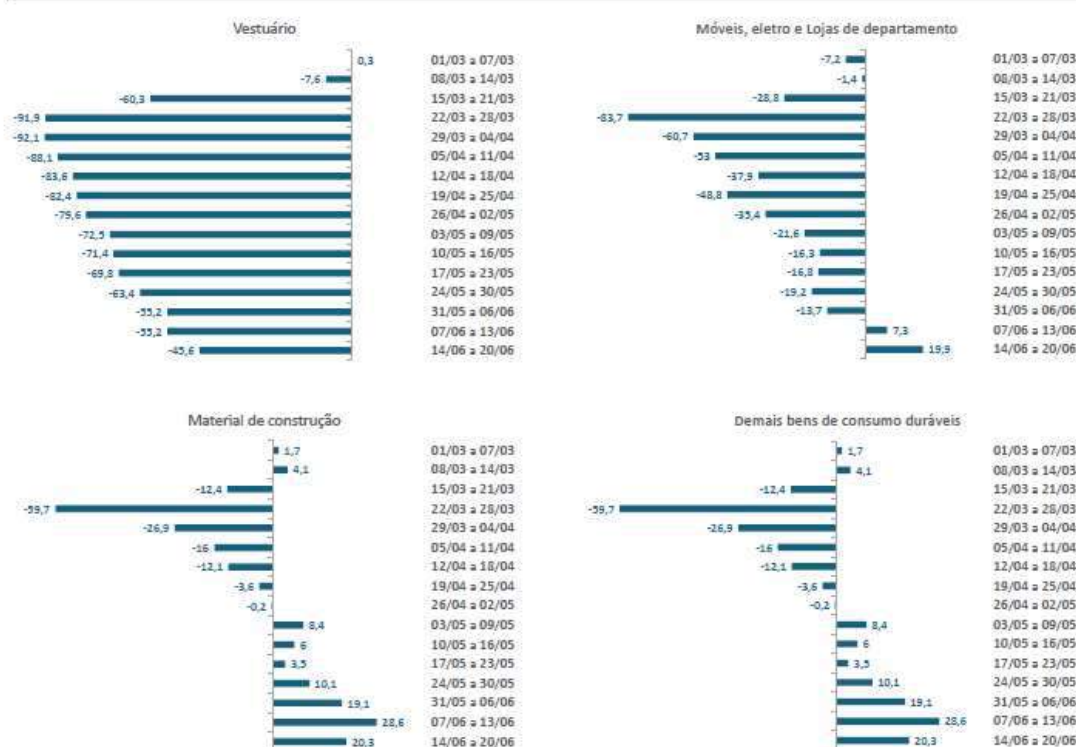 Vestuário
0,3 01/03 a 07/03
-7,6 08/03 a 14/03
-60,3 15/03 a 21/03
-91,9 22/03 a 28/03
-92,1 29/03 a 04/04
-88,1 05/04 a 11/04
-83,6 12/04 a 18/04
-82,4 19/04 a 25/04
-79,6 26/04 a 02/05
-72,5 03/05 a 09/05
-71,4 10/05 a 16/05
-69,8 17/05 a 23/05
-63,4 24/05 a 30/05
-55,2 31/05 a 06/06
-55,2 07/06 a 13/06
-45,6 14/06 a 20/06
Móveis, eletro e Lojas de departamento
-7,2 01/03 a 07/03
-1,4 08/03 a 14/03
-28,8 15/03 a 21/03
-83,7 22/03 a 28/03
-60,7 29/03 a 04/04
-53 05/04 a 11/04
-37,9 12/04 a 18/04
-48,8 19/04 a 25/04
-35,4 26/04 a 02/05
-21,6 03/05 a 09/05
-16,3 10/05 a 16/05
-16,8 17/05 a 23/05
-19,2 24/05 a 30/05
-13,7 31/05 a 06/06
7,3 07/06 a 13/06
19,9 14/06 a 20/06
Material de construção
1,7 01/03 a 07/03
4,1 08/03 a 14/03
-12,4 15/03 a 21/03
-59,7 22/03 a 28/03
-26,9 29/03 a 04/04
-16 05/04 a 11/04
-12,1 12/04 a 18/04
-3,6 19/04 a 25/04
-0,2 26/04 a 02/05
8,4 03/05 a 09/05
6 10/05 a 16/05
3,5 17/05 a 23/05
10,1 24/05 a 30/05
19,1 31/05 a 06/06
28,6 07/06 a 13/06
20,3 14/06 a 20/06
Demais bens de consumo duráveis
1,7 01/03 a 07/03
4,1 08/03 a 14/03
-12,4 15/03 a 21/03
-59,7 22/03 a 28/03
-26,9 29/03 a 04/04
-16 05/04 a 11/04
-12,1 12/04 a 18/04
-3,6 19/04 a 25/04
-0,2 26/04 a 02/05
8,4 03/05 a 09/05
6 10/05 a 16/05
3,5 17/05 a 23/05
10,1 24/05 a 30/05
19,1 31/05 a 06/06
28,6 07/06 a 13/06
20,3 14/06 a 20/06